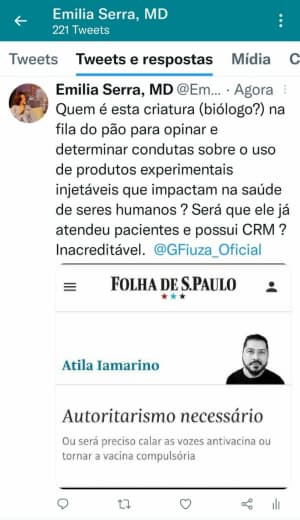 Emilia Serra, MD
221 Tweets
Tweets
Tweets e respostas
Mídia
C
Emilia Serra, MD @Em... · Agora
Quem é esta criatura (biólogo?) na
fila do pão para opinar e
determinar condutas sobre o uso
de produtos experimentais
injetáveis que impactam na saúde
de seres humanos ? Será que ele já
atendeu pacientes e possui CRM ?
Inacreditável. @GFiuza_Oficial
FOLHA DE S.PAULO
Atila Iamarino
Autoritarismo necessário
Ou será preciso calar as vozes antivacina ou
tornar a vacina compulsória